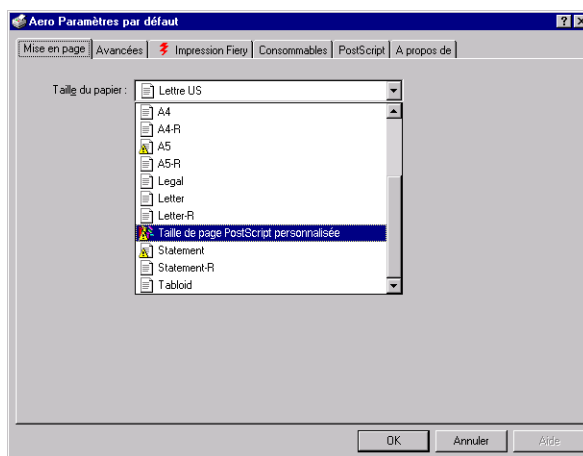 Aero Paramètres par défaut
Mise en page Avancées Impression Fiery Consommables PostScript A propos de
Taille du papier : Lettre US
A4
A4-R
A5
A5-R
Legal
Letter
Letter-R
Taille de page PostScript personnalisée
Statement
Statement-R
Tabloid
OK Annuler Aide